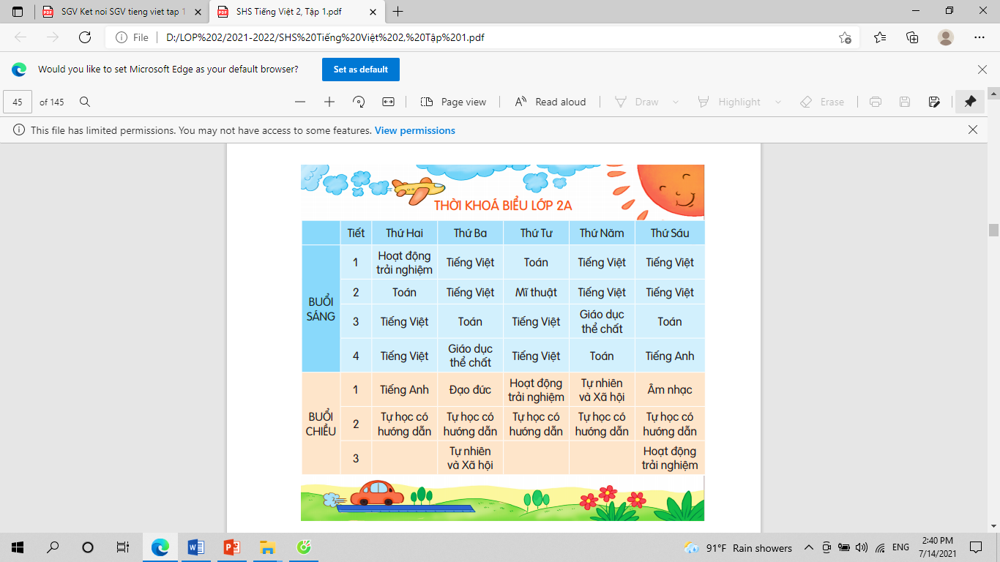 SGV Ket noi SGV tieng viet tap 1
SHS Tiếng Việt 2, Tập 1.pdf
File D:/LOP%202/2021-2022/SHS%20Tiếng%20Việt%202,%20Tập%201.pdf
Would you like to set Microsoft Edge as your default browser? Set as default
45 of 145 Page view Read aloud Draw Highlight Erase
This file has limited permissions. You may not have access to some features. View permissions
THỜI KHOÁ BIỂU LỚP 2A
Tiết Thứ Hai Thứ Ba Thứ Tư Thứ Năm Thứ Sáu
BUỔI SÁNG
1 Hoạt động trải nghiệm Tiếng Việt Toán Tiếng Việt Tiếng Việt
2 Toán Tiếng Việt Mĩ thuật Tiếng Việt Tiếng Việt
3 Tiếng Việt Toán Tiếng Việt Giáo dục thể chất Toán
4 Tiếng Việt Giáo dục thể chất Tiếng Việt Toán Tiếng Anh
BUỔI CHIỀU
1 Tiếng Anh Đạo đức Hoạt động trải nghiệm Tự nhiên và Xã hội Âm nhạc
2 Tự học có hướng dẫn Tự học có hướng dẫn Tự học có hướng dẫn Tự học có hướng dẫn Tự học có hướng dẫn
3 Tự nhiên và Xã hội Hoạt động trải nghiệm
91°F Rain showers ENG 2:40 PM
7/14/2021